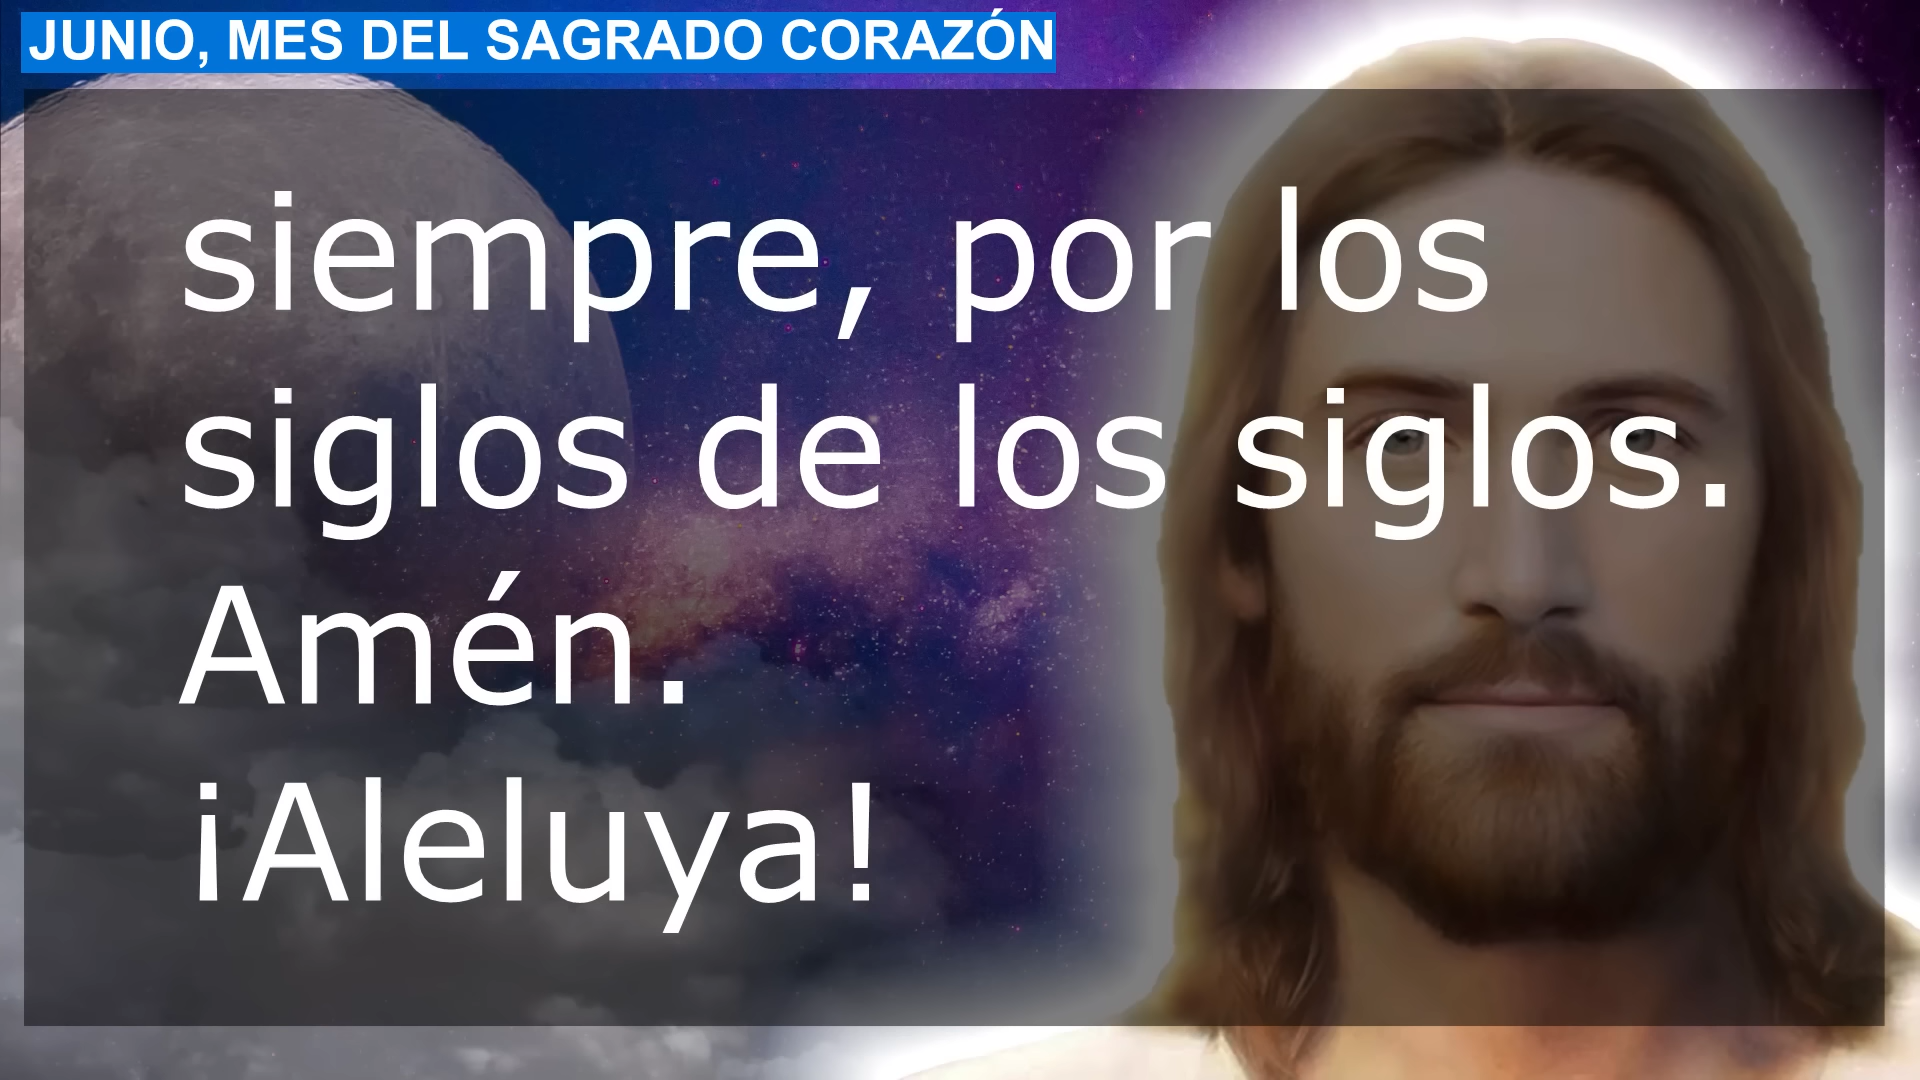 JUNIO, MES DEL SAGRADO CORAZÓN
siempre, por los
siglos de los siglos.
Amén.
¡Aleluya!